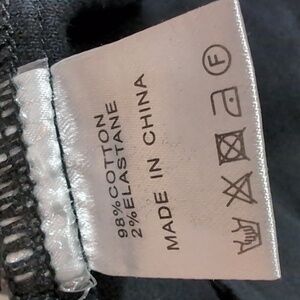 98%COTTON
2%ELASTANE
MADE IN CHINA
F